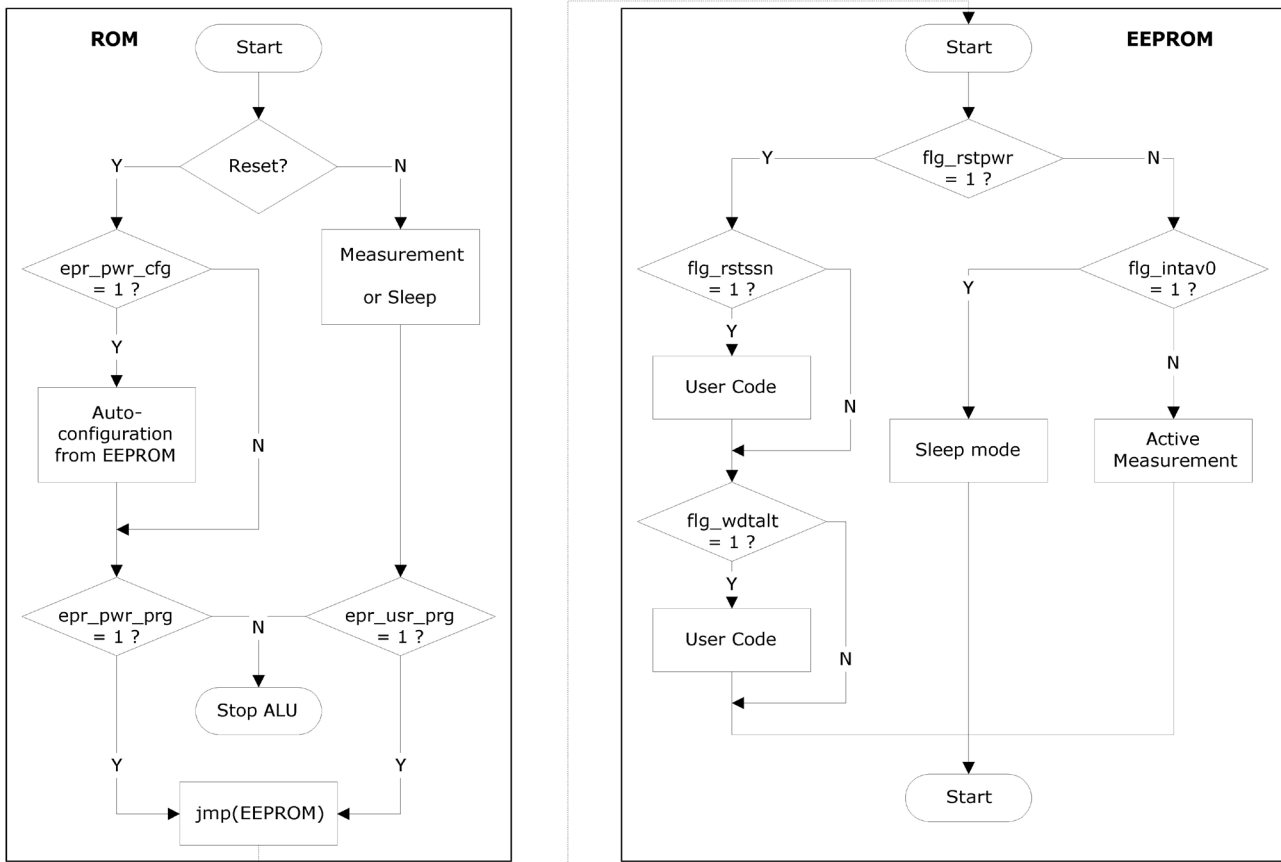 ROM
Start
Reset?
Y
N
epr_pwr_cfg
= 1 ?
Measurement
or Sleep
Y
N
Auto-
configuration
from EEPROM
epr_pwr_prg
= 1 ?
N
epr_usr_prg
= 1 ?
Stop ALU
Y
Y
jmp(EEPROM)
EEPROM
Start
flg_rstpwr
= 1 ?
Y
N
flg_rstssn
= 1 ?
flg_intav0
= 1 ?
Y
Y
N
User Code
N
Sleep mode
Active
Measurement
flg_wdtalt
= 1 ?
Y
User Code
N
Start